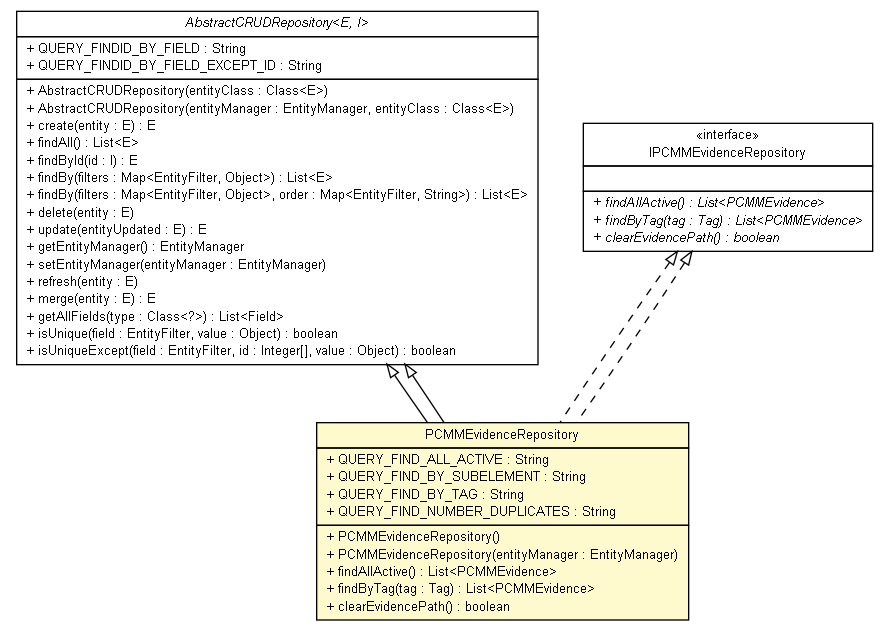 AbstractCRUDRepository<E, I>
+ QUERY_FINDID_BY_FIELD : String
+ QUERY_FINDID_BY_FIELD_EXCEPT_ID : String
+ AbstractCRUDRepository(entityClass : Class<E>)
+ AbstractCRUDRepository(entityManager : EntityManager, entityClass : Class<E>)
+ create(entity : E) : E
+ findAll() : List<E>
+ findById(id : I) : E
+ findBy(filters : Map<EntityFilter, Object>) : List<E>
+ findBy(filters : Map<EntityFilter, Object>, order : Map<EntityFilter, String>) : List<E>
+ delete(entity : E)
+ update(entityUpdated : E) : E
+ getEntityManager() : EntityManager
+ setEntityManager(entityManager : EntityManager)
+ refresh(entity : E)
+ merge(entity : E) : E
+ getAllFields(type : Class<?>) : List<Field>
+ isUnique(field : EntityFilter, value : Object) : boolean
+ isUniqueExcept(field : EntityFilter, id : Integer[], value : Object) : boolean
«interface»
IPCMMEvidenceRepository
+ findAllActive() : List<PCMMEvidence>
+ findByTag(tag : Tag) : List<PCMMEvidence>
+ clearEvidencePath() : boolean
PCMMEvidenceRepository
+ QUERY_FIND_ALL_ACTIVE : String
+ QUERY_FIND_BY_SUBELEMENT : String
+ QUERY_FIND_BY_TAG : String
+ QUERY_FIND_NUMBER_DUPLICATES : String
+ PCMMEvidenceRepository()
+ PCMMEvidenceRepository(entityManager : EntityManager)
+ findAllActive() : List<PCMMEvidence>
+ findByTag(tag : Tag) : List<PCMMEvidence>
+ clearEvidencePath() : boolean